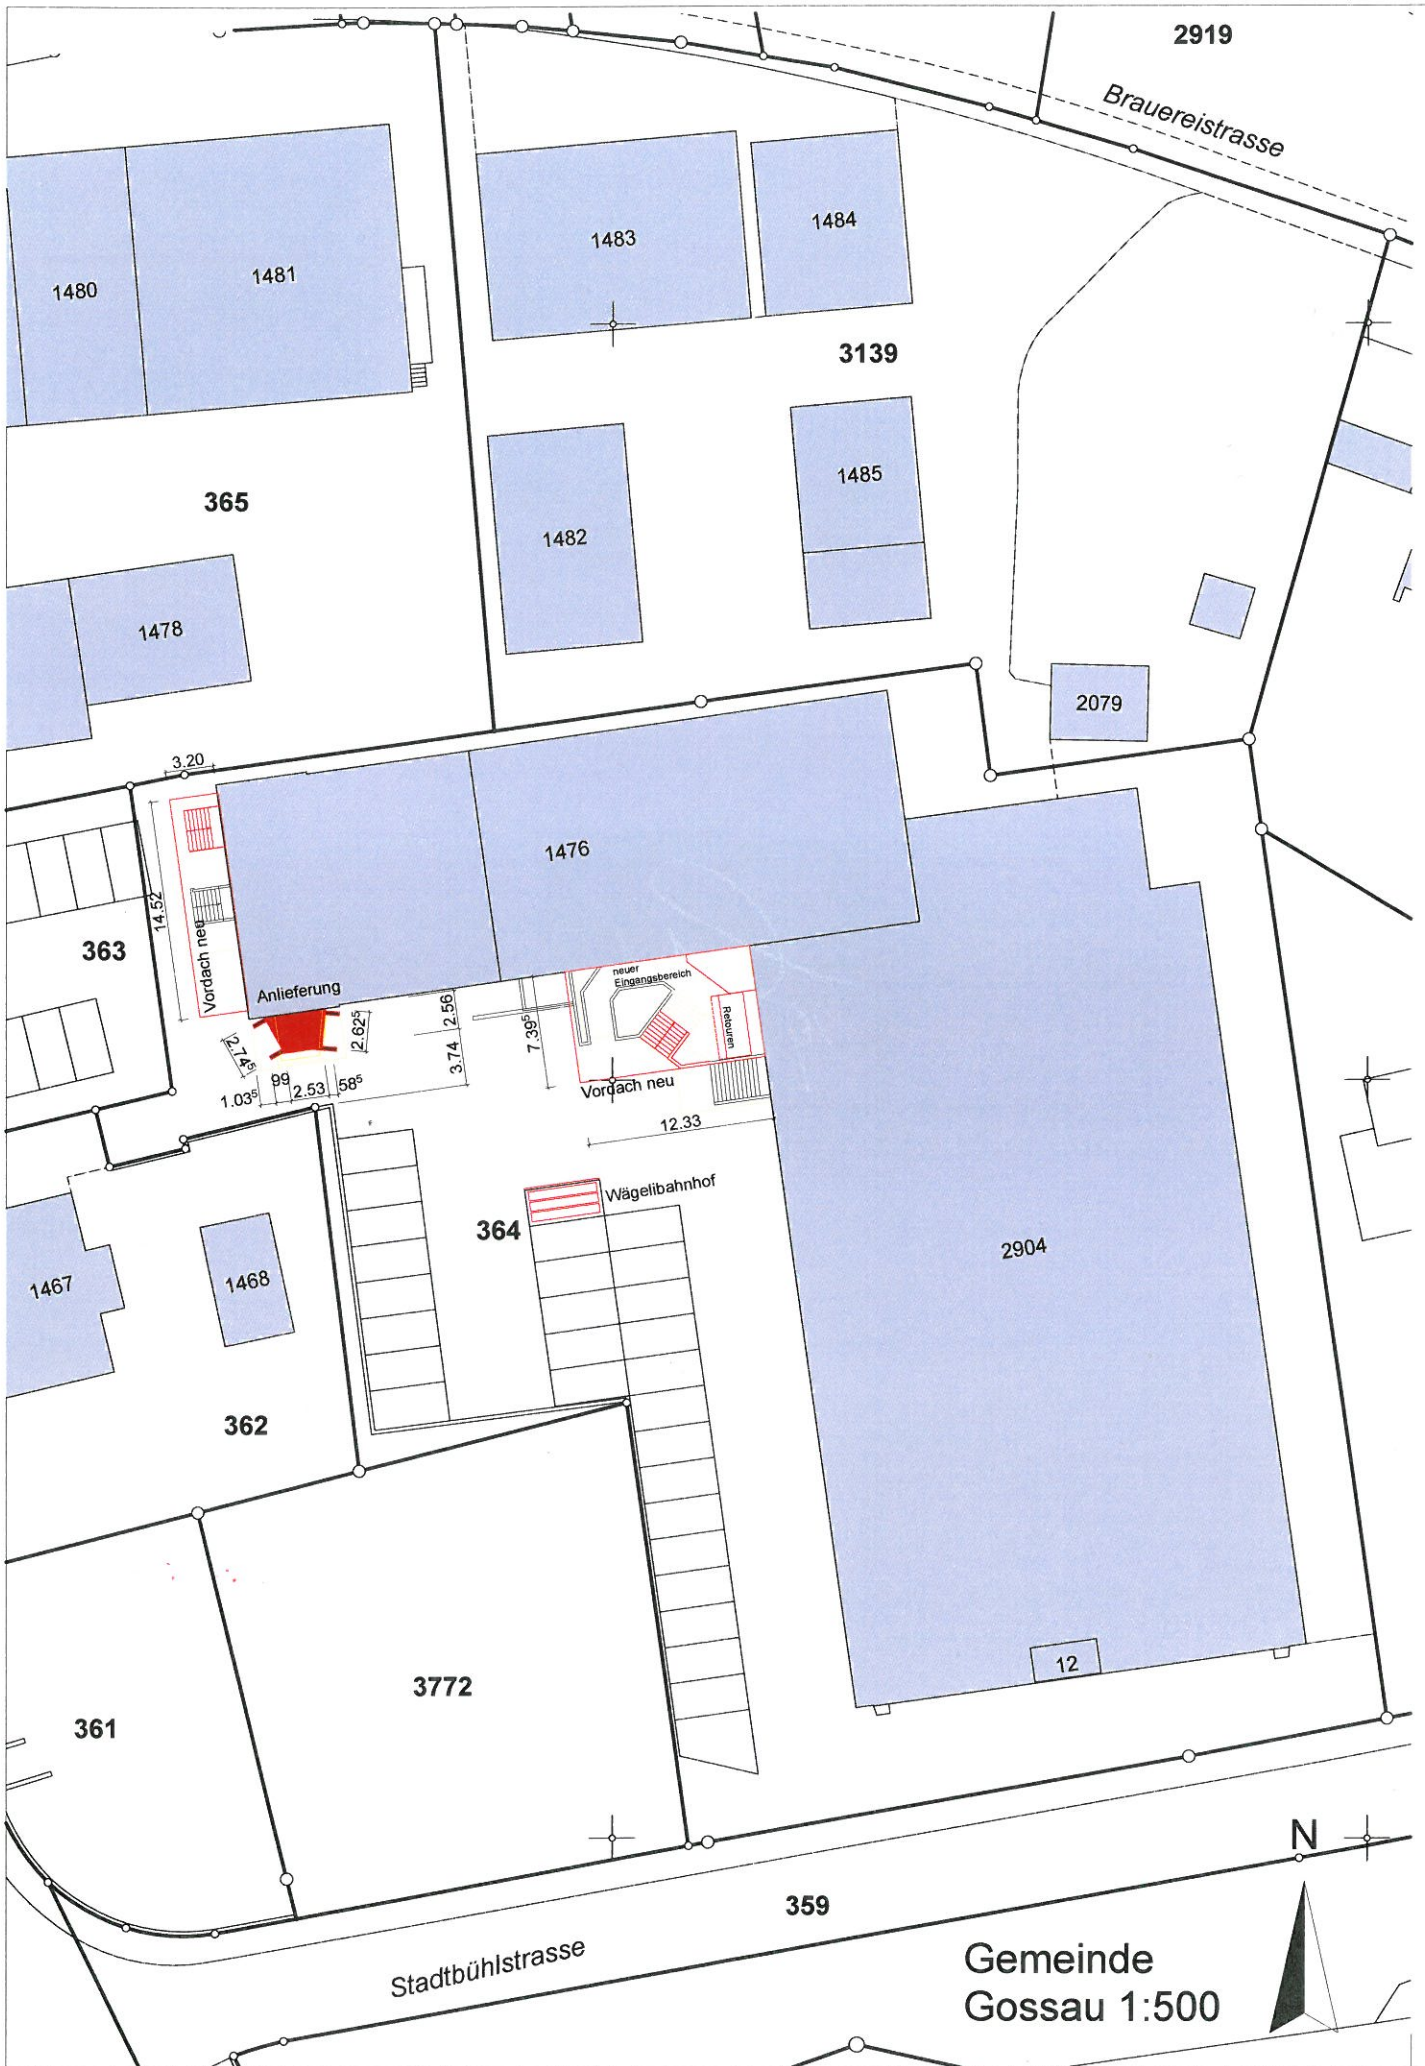 2919
Brauereistrasse
1480
1481
1483
1484
3139
365
1482
1485
1478
2079
3.20
1476
14.52
363
Vordach neu
Anlieferung
neuer
Eingangsbereich
Retouren
2.56
2.62⁵
7.39⁵
3.74
2.74⁵
99
1.03⁵
2.53
58⁵
Vordach neu
12.33
Wägelibahnhof
364
2904
1467
1468
362
12
3772
361
N
359
Stadtbühlstrasse
Gemeinde
Gossau 1:500